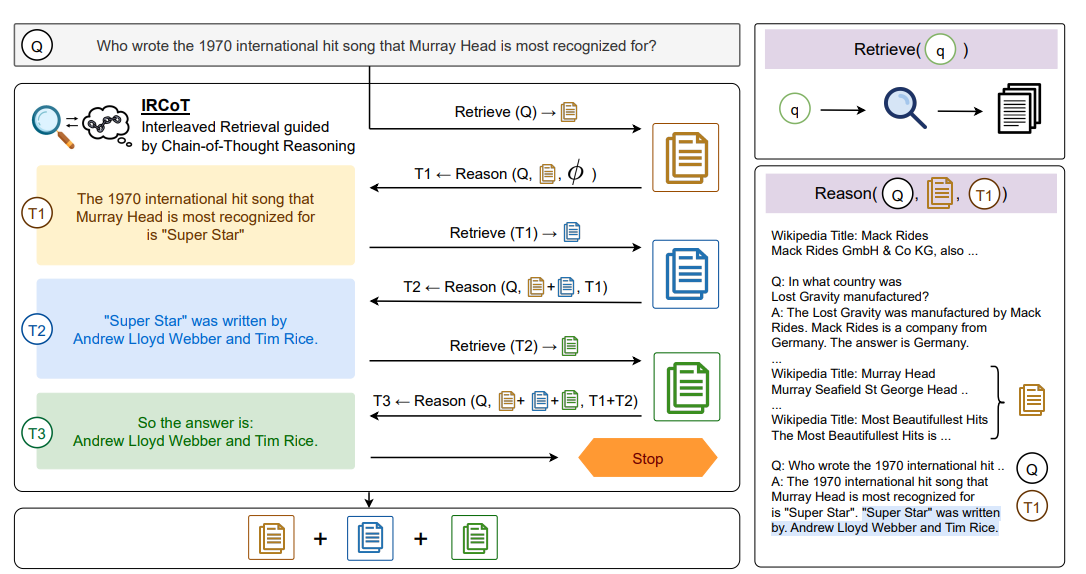 Q
Who wrote the 1970 international hit song that Murray Head is most recognized for?
IRCoT
Interleaved Retrieval guided
by Chain-of-Thought Reasoning
Retrieve (Q) →
T1 ← Reason (Q, , ϕ )
T1
The 1970 international hit song that
Murray Head is most recognized for
is "Super Star"
Retrieve (T1) →
T2 ← Reason (Q, + , T1)
T2
"Super Star" was written by
Andrew Lloyd Webber and Tim Rice.
Retrieve (T2) →
T3 ← Reason (Q, + + , T1+T2)
T3
So the answer is:
Andrew Lloyd Webber and Tim Rice.
Stop
+ +
Retrieve( q )
q
Reason( Q , , T1 )
Wikipedia Title: Mack Rides
Mack Rides GmbH & Co KG, also ...
Q: In what country was
Lost Gravity manufactured?
A: The Lost Gravity was manufactured by Mack
Rides. Mack Rides is a company from
Germany. The answer is Germany.
...
Wikipedia Title: Murray Head
Murray Seafield St George Head ..
...
Wikipedia Title: Most Beautifullest Hits
The Most Beautifullest Hits is ...
Q: Who wrote the 1970 international hit ..
Q
A: The 1970 international hit song that
Murray Head is most recognized for
T1
is "Super Star". "Super Star" was written
by. Andrew Lloyd Webber and Tim Rice.